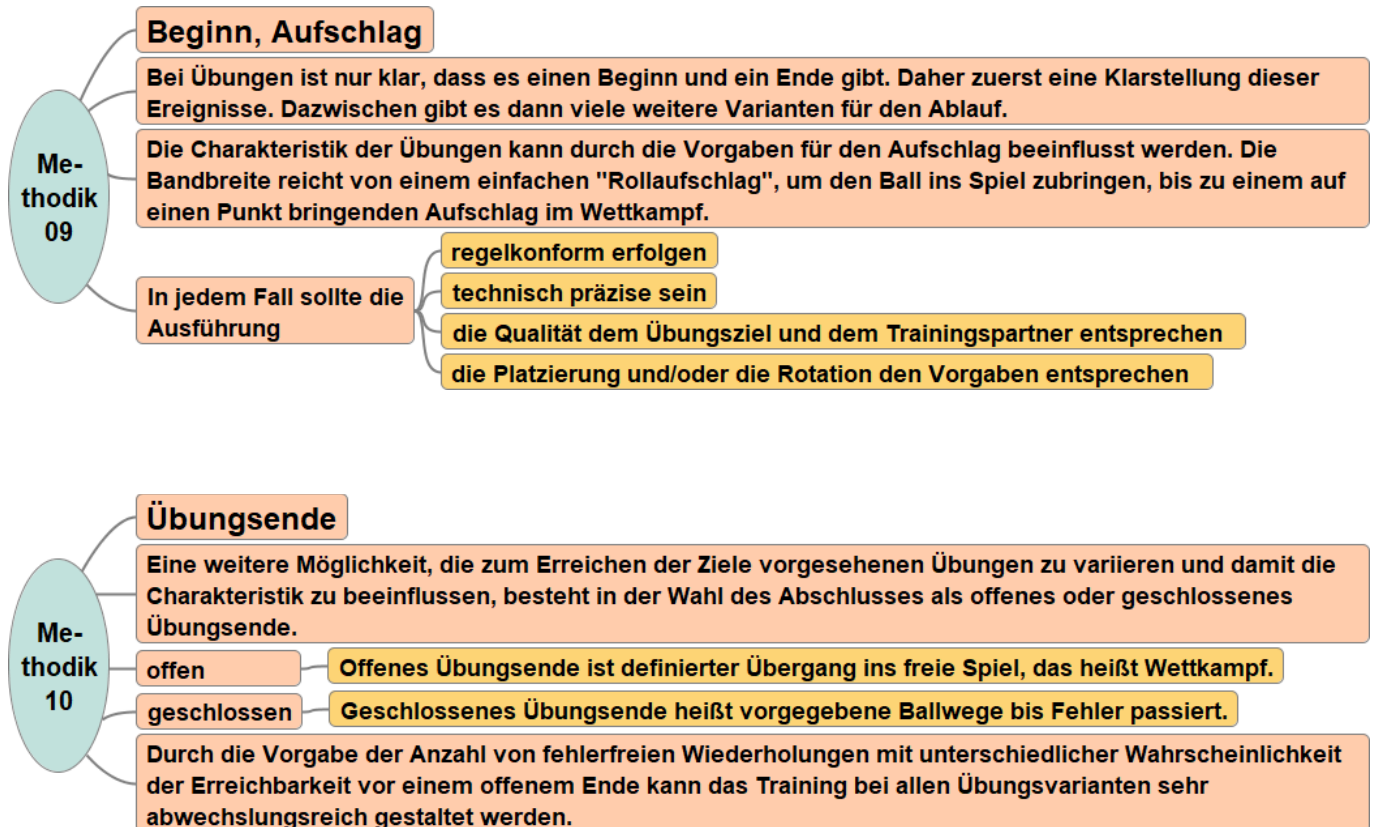 Beginn, Aufschlag
Bei Übungen ist nur klar, dass es einen Beginn und ein Ende gibt. Daher zuerst eine Klarstellung dieser
Ereignisse. Dazwischen gibt es dann viele weitere Varianten für den Ablauf.
Me-
thodik
09
Die Charakteristik der Übungen kann durch die Vorgaben für den Aufschlag beeinflusst werden. Die
Bandbreite reicht von einem einfachen "Rollaufschlag", um den Ball ins Spiel zubringen, bis zu einem auf
einen Punkt bringenden Aufschlag im Wettkampf.
In jedem Fall sollte die
Ausführung
regelkonform erfolgen
technisch präzise sein
die Qualität dem Übungsziel und dem Trainingspartner entsprechen
die Platzierung und/oder die Rotation den Vorgaben entsprechen
Übungsende
Eine weitere Möglichkeit, die zum Erreichen der Ziele vorgesehenen Übungen zu variieren und damit die
Charakteristik zu beeinflussen, besteht in der Wahl des Abschlusses als offenes oder geschlossenes
Übungsende.
Me-
thodik
10
offen
Offenes Übungsende ist definierter Übergang ins freie Spiel, das heißt Wettkampf.
geschlossen
Geschlossenes Übungsende heißt vorgegebene Ballwege bis Fehler passiert.
Durch die Vorgabe der Anzahl von fehlerfreien Wiederholungen mit unterschiedlicher Wahrscheinlichkeit
der Erreichbarkeit vor einem offenem Ende kann das Training bei allen Übungsvarianten sehr
abwechslungsreich gestaltet werden.